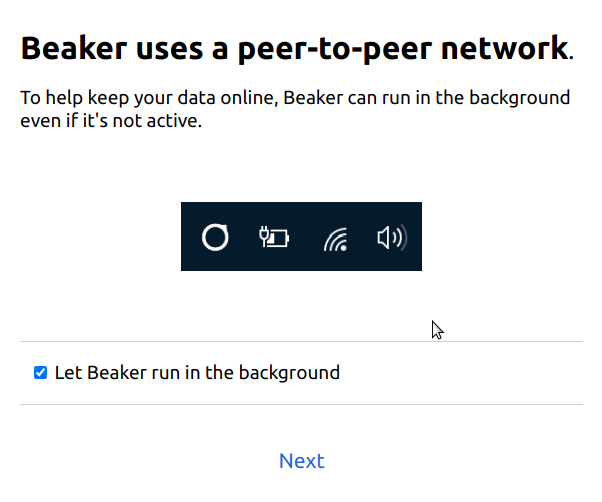 Beaker uses a peer-to-peer network.
To help keep your data online, Beaker can run in the background
even if it's not active.
Let Beaker run in the background
Next